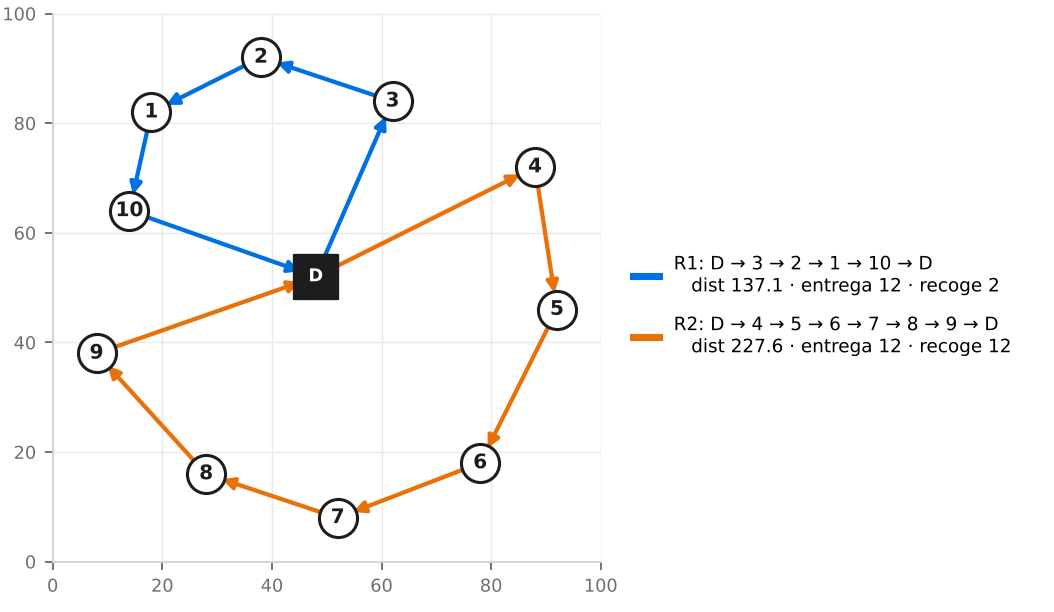 100
80
60
40
20
0
0 20 40 60 80 100
2
3
1
4
10
D
5
9
6
8
7
R1: D → 3 → 2 → 1 → 10 → D
dist 137.1 · entrega 12 · recoge 2
R2: D → 4 → 5 → 6 → 7 → 8 → 9 → D
dist 227.6 · entrega 12 · recoge 12